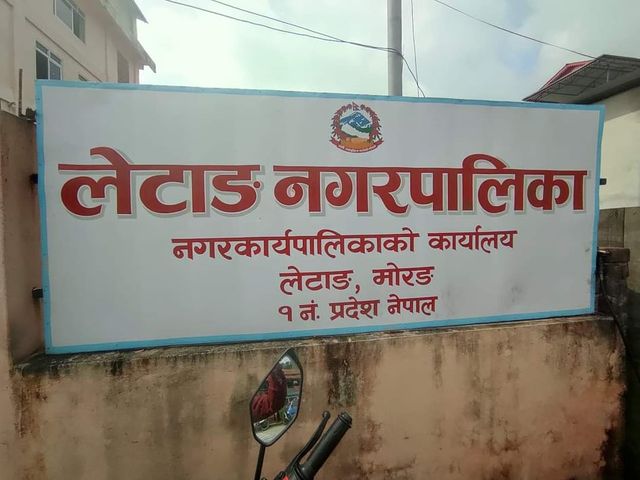 लेटाङ नगरपालिका
नगरकार्यपालिकाको कार्यालय
लेटाङ, मोरङ
१ नं. प्रदेश नेपाल